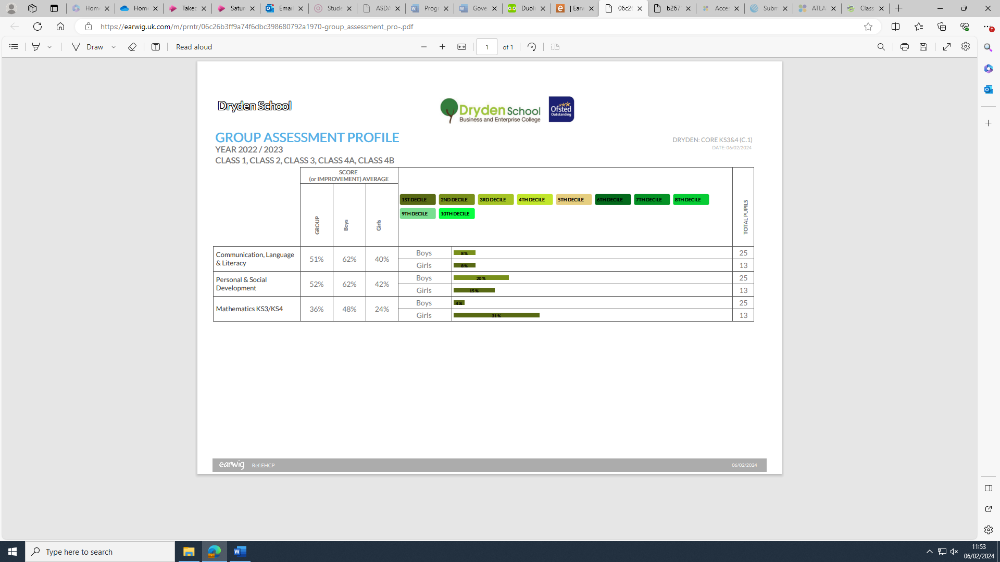 Home
Home
Takeo
Satur
Email
Stude
ASDA
Progr
Gove
Duoli
| Earw
06c2
b267
Acces
Subm
ATLA
Class
https://earwig.uk.com/m/prntr/06c26b3ff9a74f6dbc398680792a1970-group_assessment_pro-.pdf
Draw
Read aloud
1
of 1
Dryden School
Dryden School
Business and Enterprise College
Ofsted
Outstanding
GROUP ASSESSMENT PROFILE
DRYDEN: CORE KS3&4 (C.1)
YEAR 2022 / 2023
DATE: 06/02/2024
CLASS 1, CLASS 2, CLASS 3, CLASS 4A, CLASS 4B
SCORE
(or IMPROVEMENT) AVERAGE
GROUP
Boys
Girls
1ST DECILE 2ND DECILE 3RD DECILE 4TH DECILE 5TH DECILE 6TH DECILE 7TH DECILE 8TH DECILE
9TH DECILE 10TH DECILE
TOTAL PUPILS
Communication, Language
& Literacy
51% 62% 40%
Boys 8% 25
Girls 8% 13
Personal & Social
Development
52% 62% 42%
Boys 20% 25
Girls 15% 13
Mathematics KS3/KS4
36% 48% 24%
Boys 4% 25
Girls 31% 13
earwig Ref:EHCP 06/02/2024
Type here to search
11:53
06/02/2024